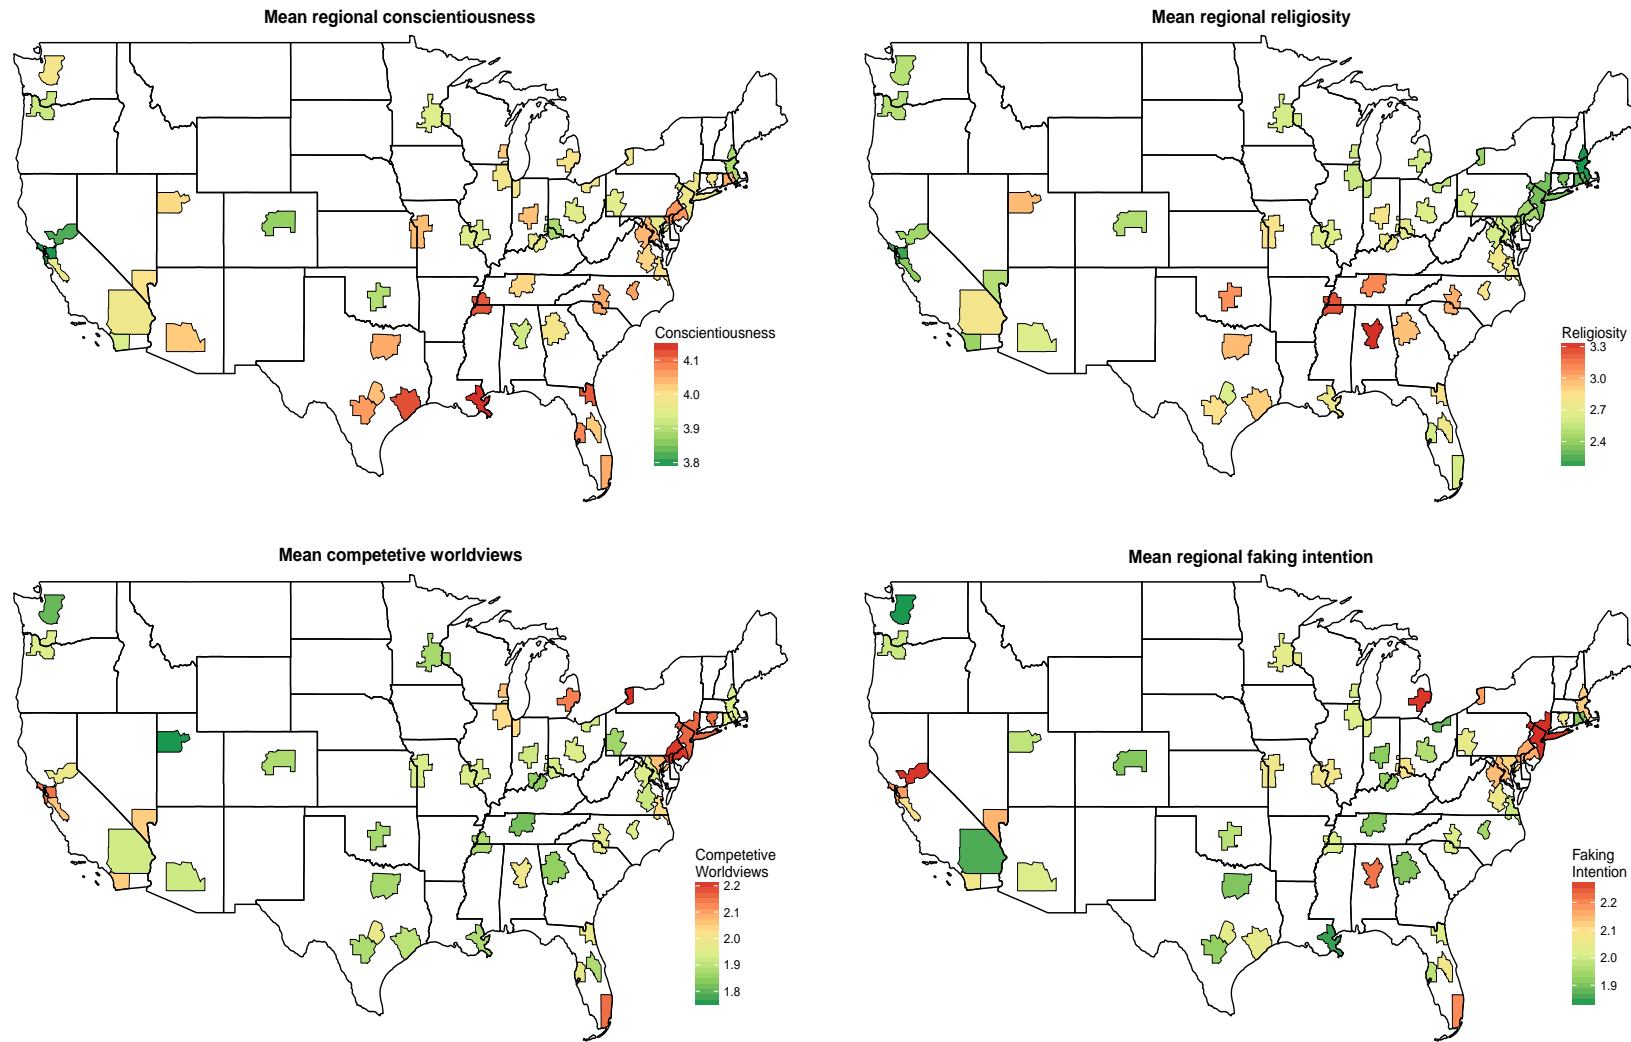 Mean regional conscientiousness
Mean regional religiosity
Conscientiousness
4.1
4.0
3.9
3.8
Religiosity
3.3
3.0
2.7
2.4
Mean competetive worldviews
Mean regional faking intention
Competetive
Worldviews
2.2
2.1
2.0
1.9
1.8
Faking
Intention
2.2
2.1
2.0
1.9